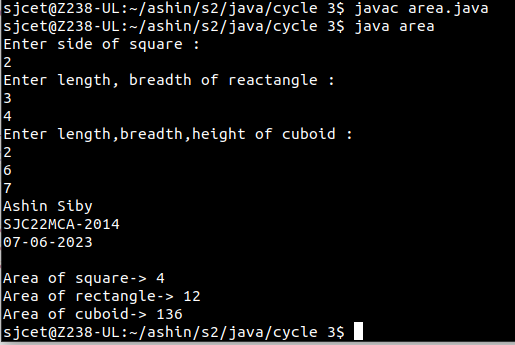 sjcet@Z238-UL:~/ashin/s2/java/cycle 3$ javac area.java
sjcet@Z238-UL:~/ashin/s2/java/cycle 3$ java area
Enter side of square :
2
Enter length, breadth of reactangle :
3
4
Enter length,breadth,height of cuboid :
2
6
7
Ashin Siby
SJC22MCA-2014
07-06-2023

Area of square-> 4
Area of rectangle-> 12
Area of cuboid-> 136
sjcet@Z238-UL:~/ashin/s2/java/cycle 3$